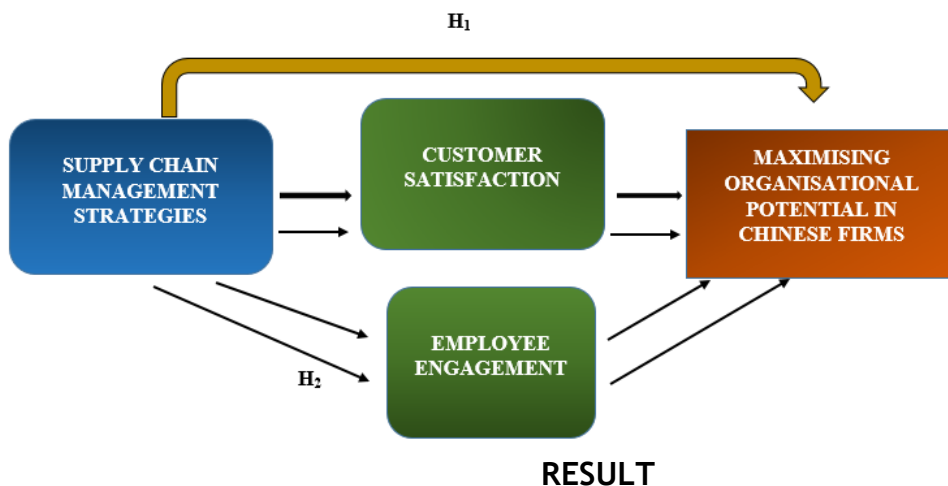 H₁
SUPPLY CHAIN
MANAGEMENT
STRATEGIES
CUSTOMER
SATISFACTION
MAXIMISING
ORGANISATIONAL
POTENTIAL IN
CHINESE FIRMS
EMPLOYEE
ENGAGEMENT
H₂
RESULT